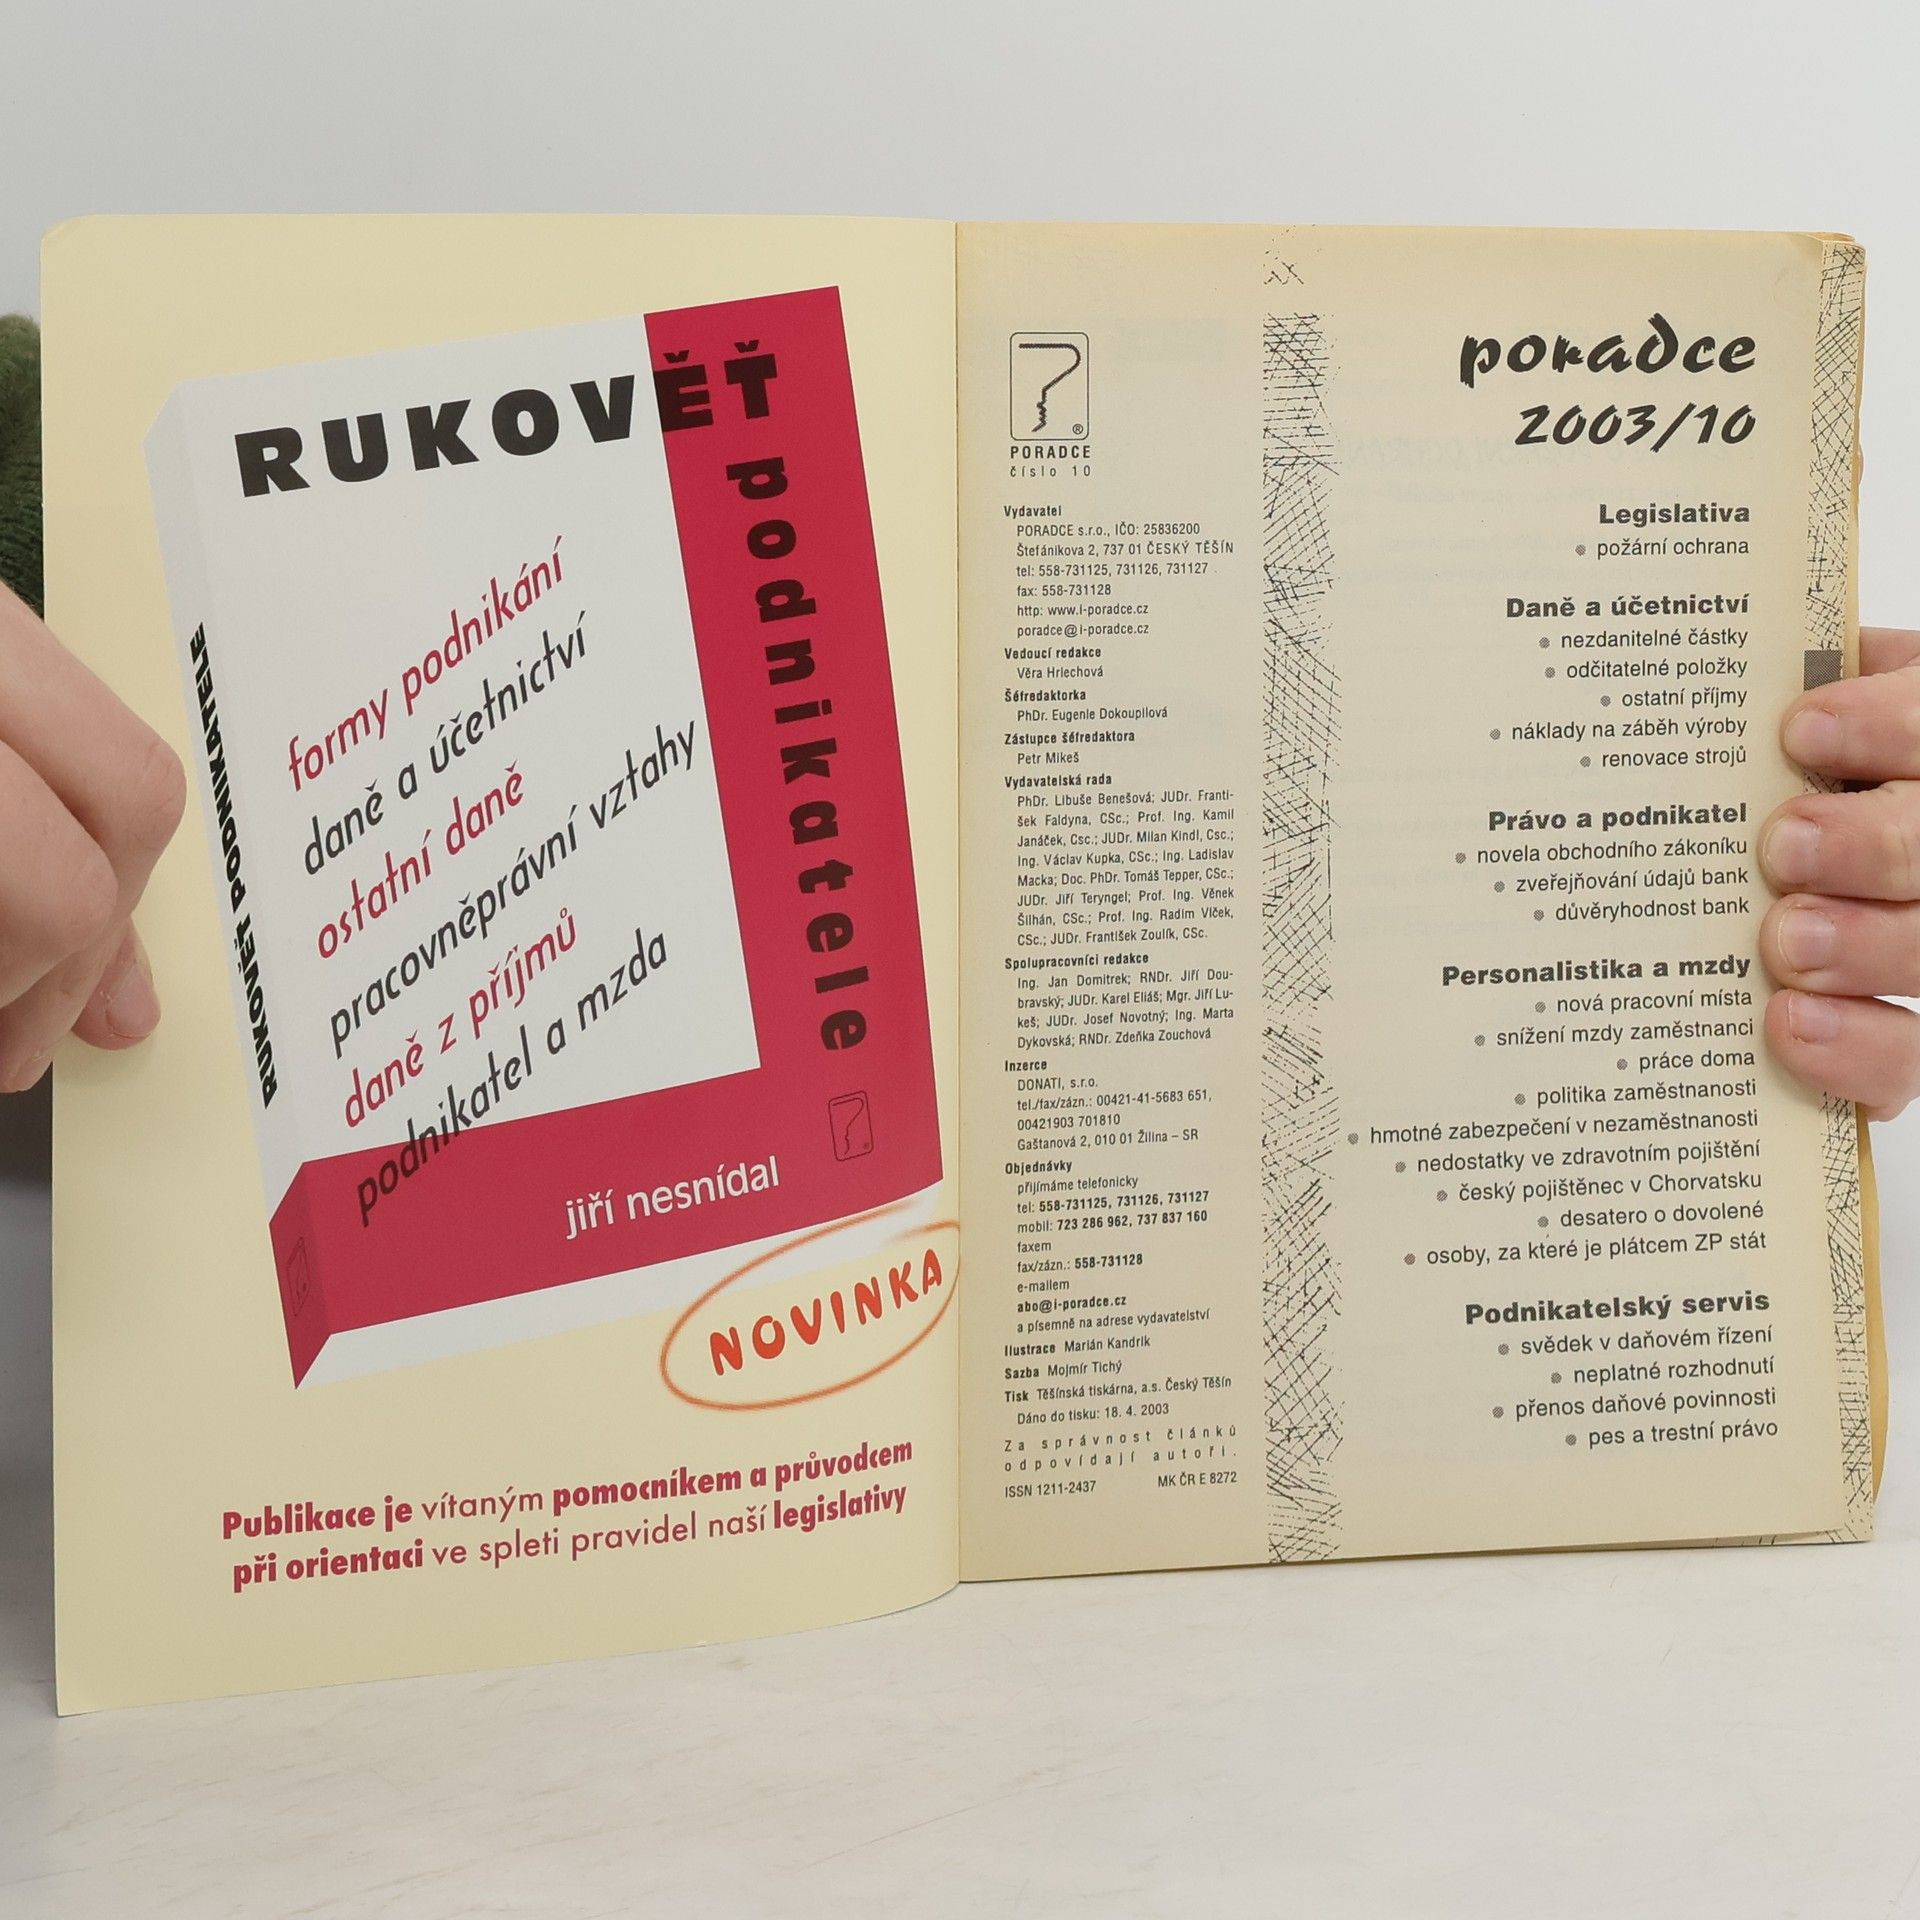 RUKOVĚŤ
podnikatele
RUKOVĚŤ PODNIKATELE
formy podnikání
daně a účetnictví
ostatní daně
pracovněprávní vztahy
daně z příjmů
podnikatel a mzda
jiří nesnídal
NOVINKA
Publikace je vítaným pomocníkem a průvodcem
při orientaci ve spleti pravidel naší legislativy
®
PORADCE
číslo 10
Vydavatel
PORADCE s.r.o., IČO: 25836200
Štefánikova 2, 737 01 ČESKÝ TĚŠÍN
tel: 558-731125, 731126, 731127
fax: 558-731128
http: www.i-poradce.cz
poradce@i-poradce.cz
Vedoucí redakce
Věra Hrlechová
Šéfredaktorka
PhDr. Eugenie Dokoupilová
Zástupce šéfredaktora
Petr Mikeš
Vydavatelská rada
PhDr. Libuše Benešová; JUDr. Franti-
šek Faldyna, CSc.; Prof. Ing. Kamil
Janáček, Csc.; JUDr. Milan Kindl, Csc.;
Ing. Václav Kupka, CSc.; Ing. Ladislav
Macka; Doc. PhDr. Tomáš Tepper, CSc.;
JUDr. Jiří Teryngel; Prof. Ing. Věnek
Šilhán, CSc.; Prof. Ing. Radim Vlček,
CSc.; JUDr. František Zoulík, CSc.
Spolupracovníci redakce
Ing. Jan Domitrek; RNDr. Jiří Dou-
bravský; JUDr. Karel Eliáš; Mgr. Jiří Lu-
keš; JUDr. Josef Novotný; Ing. Marta
Dykovská; RNDr. Zdeňka Zouchová
Inzerce
DONATI, s.r.o.
tel./fax/zázn.: 00421-41-5683 651,
00421903 701810
Gaštanová 2, 010 01 Žilina – SR
Objednávky
přijímáme telefonicky
tel: 558-731125, 731126, 731127
mobil: 723 286 962, 737 837 160
faxem
fax/zázn.: 558-731128
e-mailem
abo@i-poradce.cz
a písemně na adrese vydavatelství
Ilustrace Marián Kandrik
Sazba Mojmír Tichý
Tisk Těšínská tiskárna, a.s. Český Těšín
Dáno do tisku: 18. 4. 2003
Za správnost článků
odpovídají autoři.
ISSN 1211-2437 MK ČR E 8272
poradce
2003/10
Legislativa
● požární ochrana
Daně a účetnictví
● nezdanitelné částky
● odčitatelné položky
● ostatní příjmy
● náklady na záběh výroby
● renovace strojů
Právo a podnikatel
● novela obchodního zákoníku
● zveřejňování údajů bank
● důvěryhodnost bank
Personalistika a mzdy
● nová pracovní místa
● snížení mzdy zaměstnanci
● práce doma
● politika zaměstnanosti
● hmotné zabezpečení v nezaměstnanosti
● nedostatky ve zdravotním pojištění
● český pojištěnec v Chorvatsku
● desatero o dovolené
● osoby, za které je plátcem ZP stát
Podnikatelský servis
● svědek v daňovém řízení
● neplatné rozhodnutí
● přenos daňové povinnosti
● pes a trestní právo